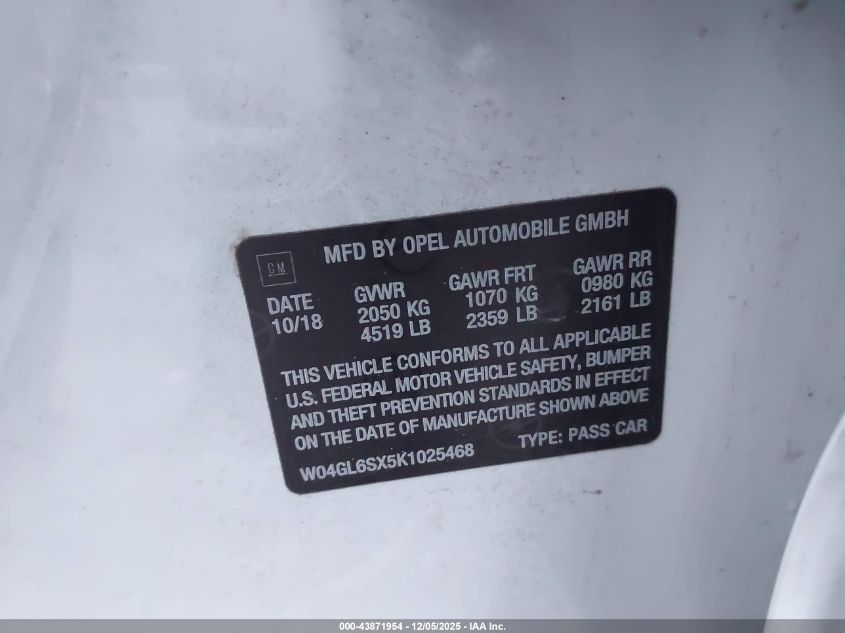 GM
MFD BY OPEL AUTOMOBILE GMBH
DATE GVWR GAWR FRT GAWR RR
10/18 2050 KG 1070 KG 0980 KG
4519 LB 2359 LB 2161 LB
THIS VEHICLE CONFORMS TO ALL APPLICABLE
U.S. FEDERAL MOTOR VEHICLE SAFETY, BUMPER
AND THEFT PREVENTION STANDARDS IN EFFECT
ON THE DATE OF MANUFACTURE SHOWN ABOVE
W04GL6SX5K1025468 TYPE: PASS CAR
000-43871954 - 12/05/2025 - IAA Inc.